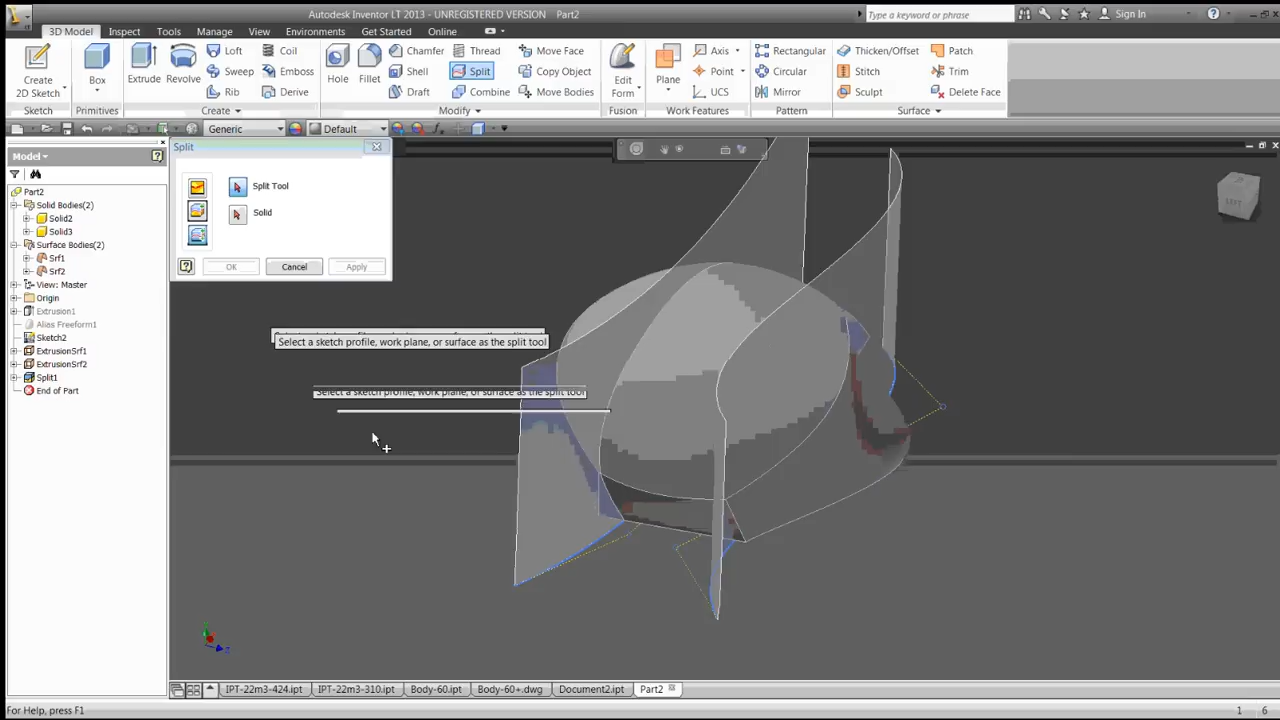 Autodesk Inventor LT 2013 - UNREGISTERED VERSION Part2
Type a keyword or phrase
Sign In
3D Model Inspect Tools Manage View Environments Get Started Online
Create
2D Sketch
Sketch
Box
Primitives
Extrude
Revolve
Loft
Sweep
Rib
Coil
Emboss
Derive
Create
Hole
Fillet
Chamfer
Shell
Draft
Thread
Split
Combine
Move Face
Copy Object
Move Bodies
Modify
Edit
Form
Fusion
Plane
Axis
Point
UCS
Work Features
Rectangular
Circular
Mirror
Pattern
Thicken/Offset
Stitch
Sculpt
Patch
Trim
Delete Face
Surface
Generic
Default
Model
Part2
Solid Bodies(2)
Solid2
Solid3
Surface Bodies(2)
Srf1
Srf2
View: Master
Origin
Extrusion1
Alias Freeform1
Sketch2
ExtrusionSrf1
ExtrusionSrf2
Split1
End of Part
Split
Split Tool
Solid
OK Cancel Apply
Select a sketch profile, work plane, or surface as the split tool
Select a sketch profile, work plane, or surface as the split tool
IPT-22m3-424.ipt IPT-22m3-310.ipt Body-60.ipt Body-60+.dwg Document2.ipt Part2
For Help, press F1
1 6